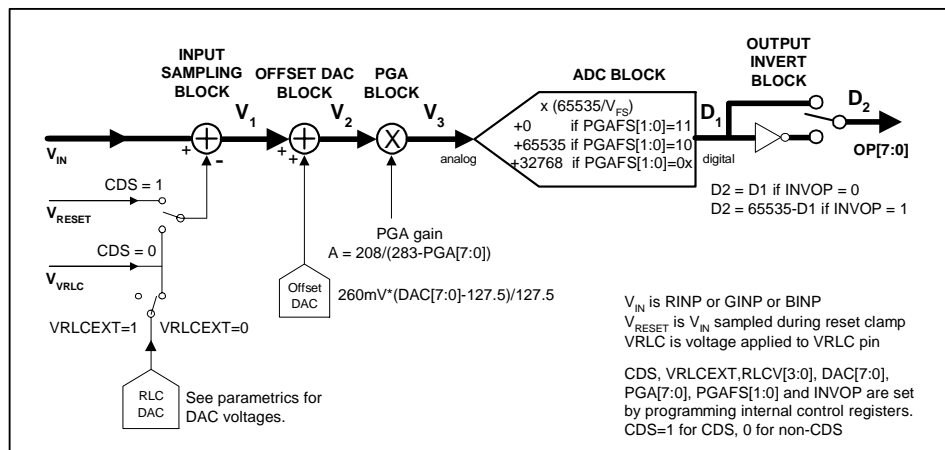 INPUT
SAMPLING
BLOCK
OFFSET DAC
BLOCK
PGA
BLOCK
ADC BLOCK
OUTPUT
INVERT
BLOCK
V1
V2
V3
x (65535/VFS)
+0 if PGAFS[1:0]=11
+65535 if PGAFS[1:0]=10
+32768 if PGAFS[1:0]=0x
D1
D2
+
+
X
+
-
+
+
analog
digital
VIN
OP[7:0]
CDS = 1
VRESET
CDS = 0
VVRLC
D2 = D1 if INVOP = 0
D2 = 65535-D1 if INVOP = 1
PGA gain
A = 208/(283-PGA[7:0])
Offset
DAC
260mV*(DAC[7:0]-127.5)/127.5
VRLCEXT=1
VRLCEXT=0
RLC
DAC
See parametrics for
DAC voltages.
VIN is RINP or GINP or BINP
VRESET is VIN sampled during reset clamp
VRLC is voltage applied to VRLC pin
CDS, VRLCEXT,RLCV[3:0], DAC[7:0],
PGA[7:0], PGAFS[1:0] and INVOP are set
by programming internal control registers.
CDS=1 for CDS, 0 for non-CDS